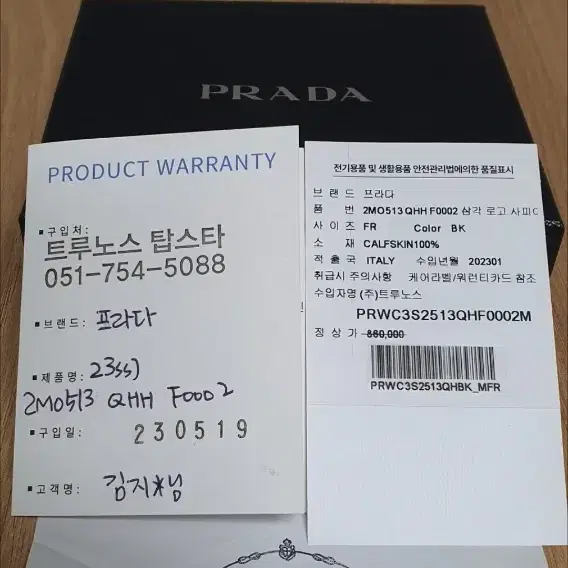 PRADA
PRODUCT WARRANTY
▪구입처:
트루노스 탑스타
051-754-5088
▪브랜드: 프라다
▪제품명: 23SS)
2MO513 QHH F0002
▪구입일: 230519
▪고객명: 김지*님
전기용품 및 생활용품 안전관리법에의한 품질표시
브 랜 드 프라다
품 번 2MO513 QHH F0002 삼각 로고 사피
사 이 즈 FR Color BK
소 재 CALFSKIN100%
적 출 국 ITALY 수입년월 202301
취급시 주의사항 케어라벨/워런티카드 참조
수입자명 (주)트루노스
PRWC3S2513QHF0002M
정 상 가 860,000
PRWC3S2513QHBK_MFR